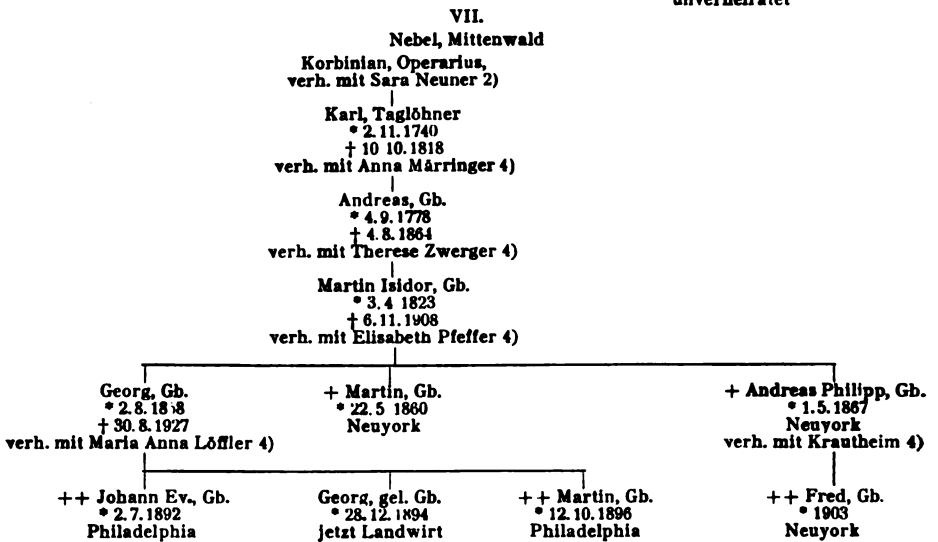 unverheiratet
VII.
Nebel, Mittenwald
Korbinian, Operarius,
verh. mit Sara Neuner 2)
Karl, Taglöhner
* 2.11.1740
† 10 10.1818
verh. mit Anna Märringer 4)
Andreas, Gb.
* 4.9.1778
† 4.8.1864
verh. mit Therese Zwerger 4)
Martin Isidor, Gb.
* 3.4 1823
† 6.11.1908
verh. mit Elisabeth Pfeffer 4)
Georg, Gb.
* 2.8.
† 30.8.1927
verh. mit Maria Anna Löffler 4)
+ Martin, Gb.
* 22.5 1860
Neuyork
+ Andreas Philipp, Gb.
* 1.5.1867
Neuyork
verh. mit Krautheim 4)
++ Johann Ev., Gb.
* 2.7.1892
Philadelphia
Georg, gel. Gb.
* 28.12.1894
jetzt Landwirt
++ Martin, Gb.
* 12.10.1896
Philadelphia
++ Fred, Gb.
* 1903
Neuyork